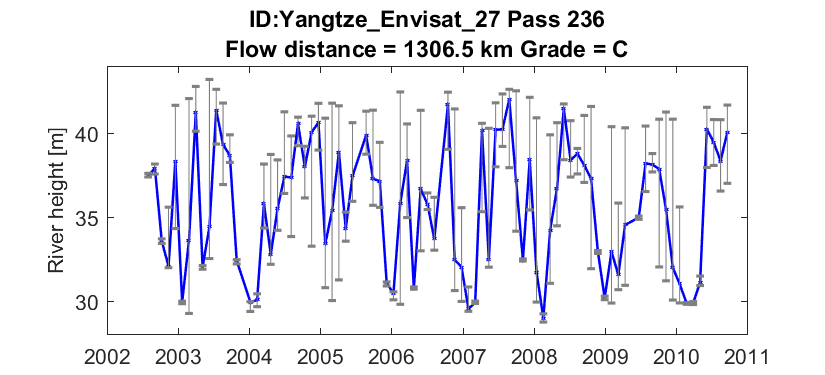 ID:Yangtze_Envisat_27 Pass 236
Flow distance = 1306.5 km Grade = C
River height [m]
40
35
30
2002 2003 2004 2005 2006 2007 2008 2009 2010 2011